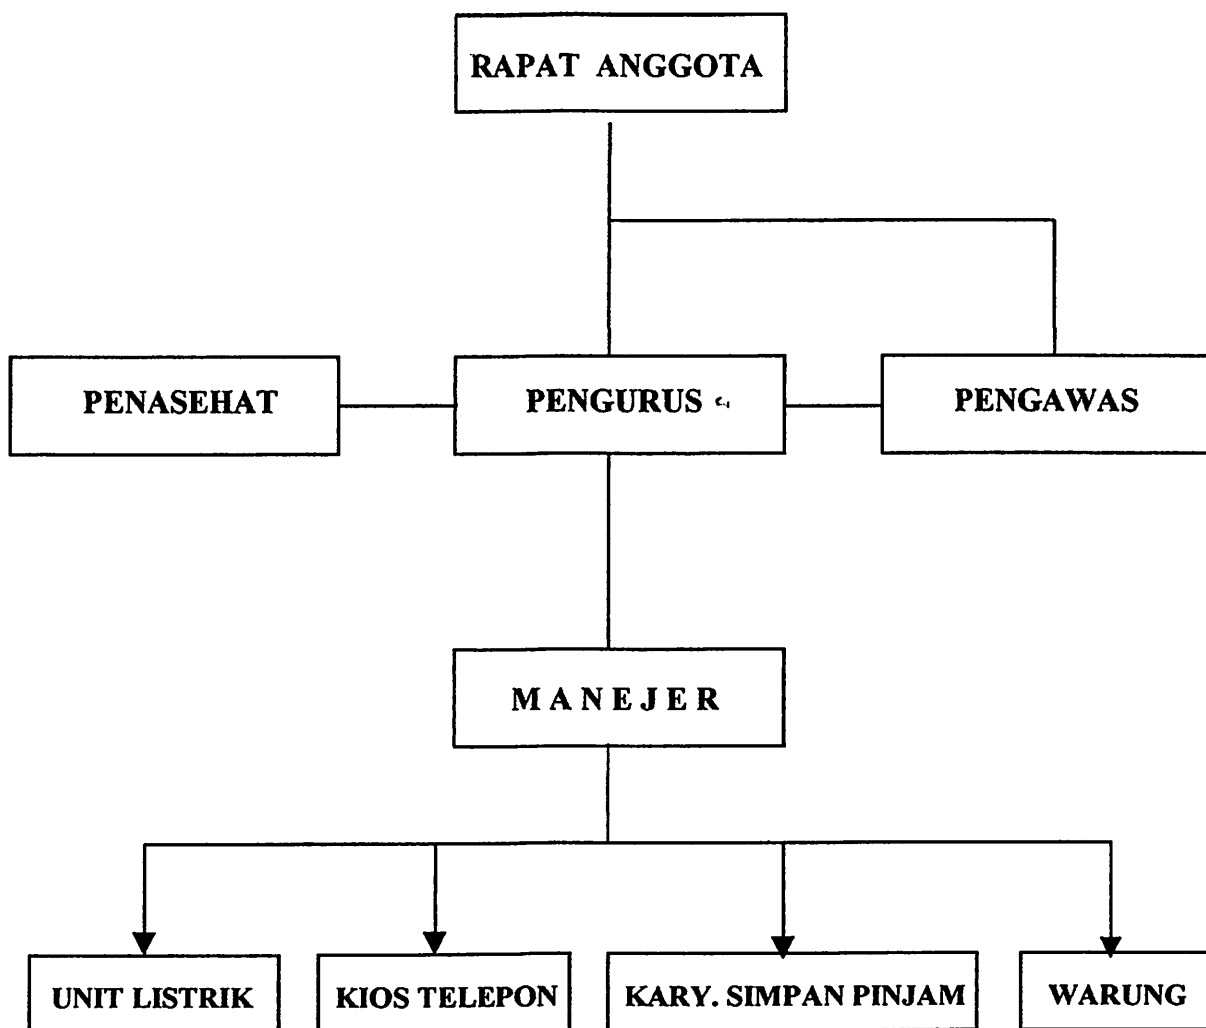 RAPAT ANGGOTA
PENASEHAT
PENGURUS
PENGAWAS
M A N E J E R
UNIT LISTRIK
KIOS TELEPON
KARY. SIMPAN PINJAM
WARUNG